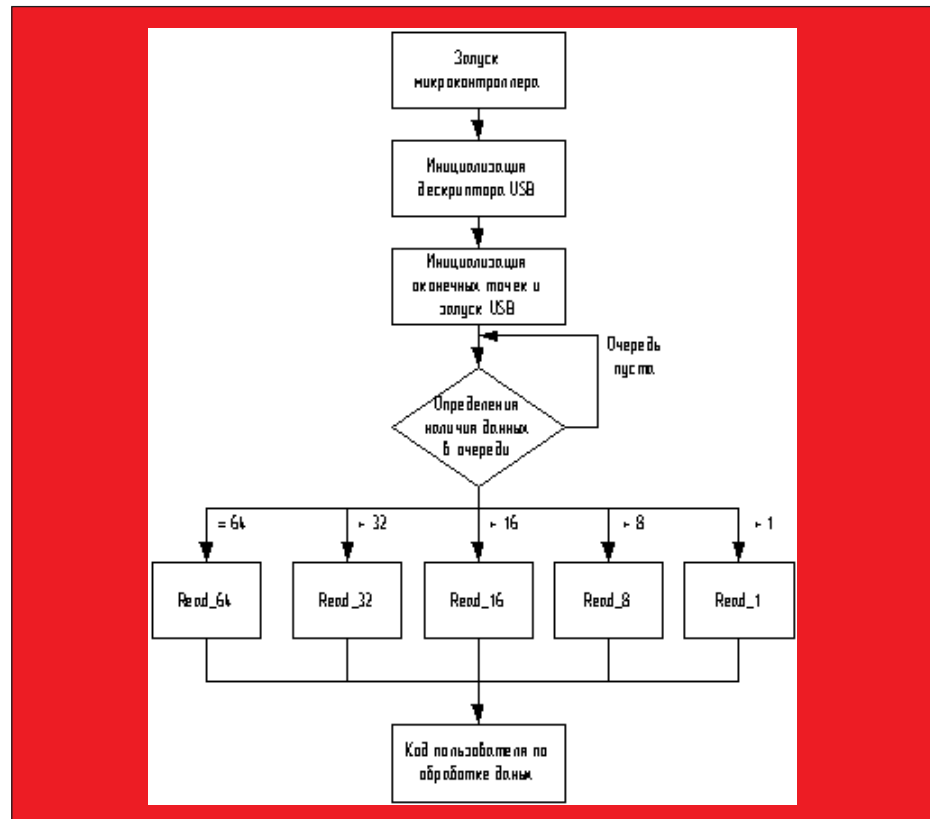 Запуск
микроконтроллера
Инициализация
дескриптора USB
Инициализация
оконечных точек и
запуск USB
Очередь
пуста
Определения
наличия данных
в очереди
= 64
> 32
> 16
> 8
> 1
Read_64
Read_32
Read_16
Read_8
Read_1
Код пользователя по
обработке даных